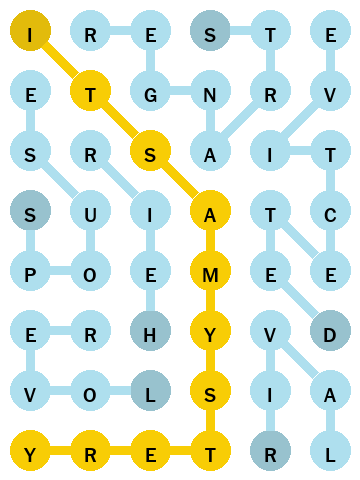 I R E S T E
E T G N R V
S R S A I T
S U I A T C
P O E M E E
E R H Y V D
V O L S I A
Y R E T R L